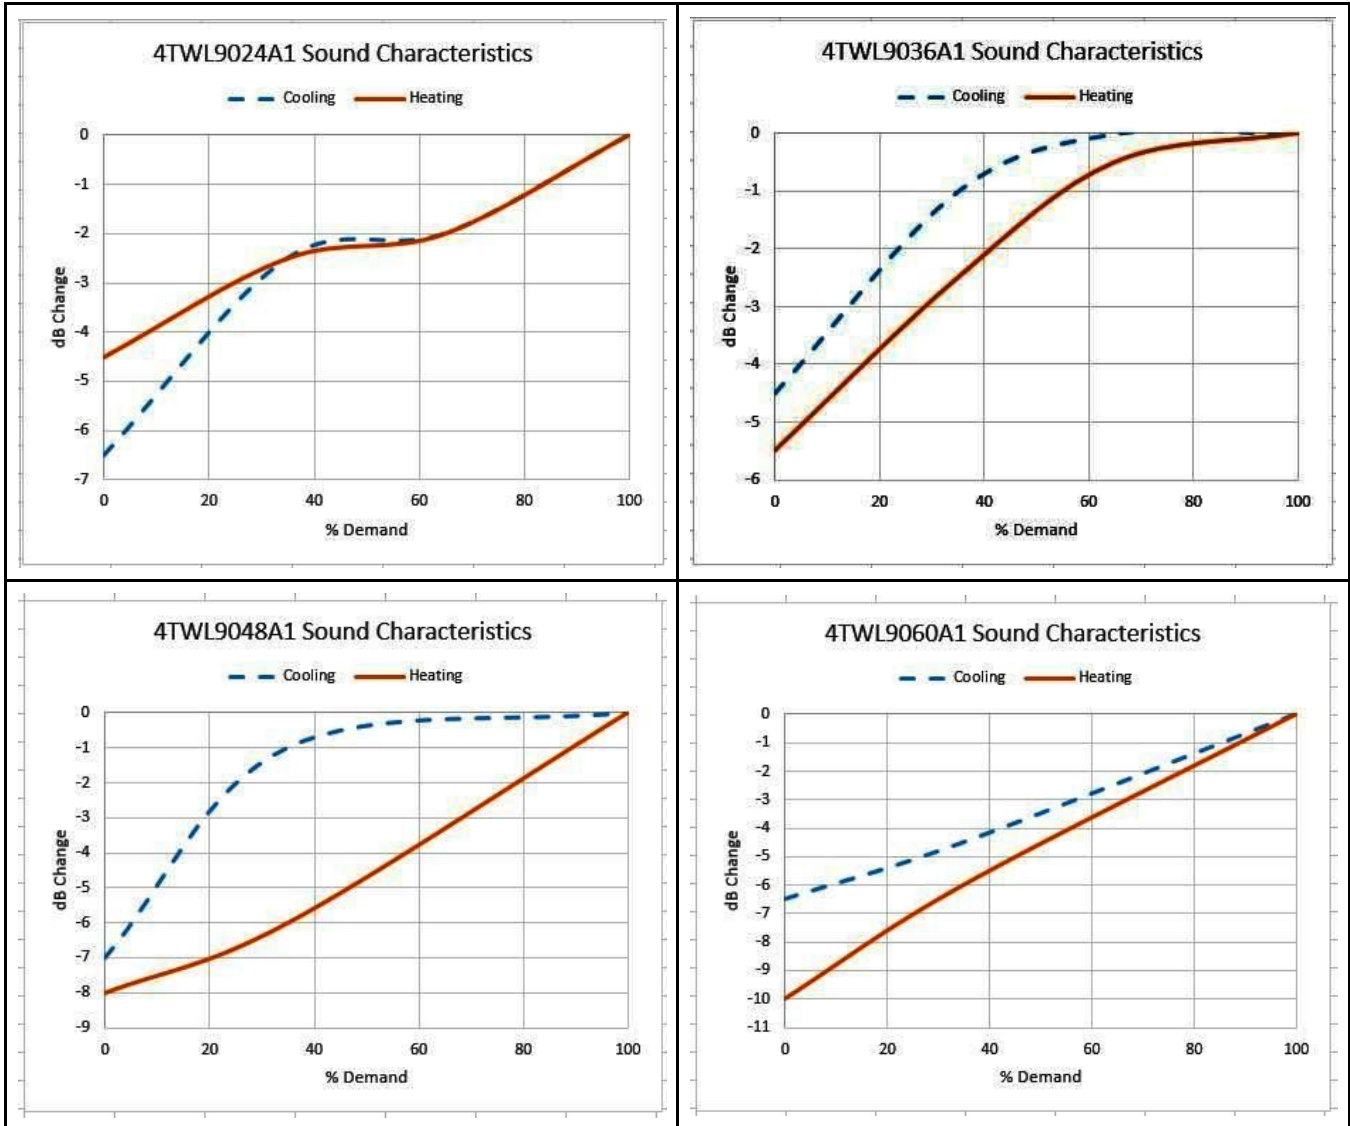 4TWL9024A1 Sound Characteristics
Cooling Heating
0
-1
-2
-3
-4
-5
-6
-7
dB Change
0 20 40 60 80 100
% Demand
4TWL9036A1 Sound Characteristics
Cooling Heating
0
-1
-2
-3
-4
-5
-6
dB Change
0 20 40 60 80 100
% Demand
4TWL9048A1 Sound Characteristics
Cooling Heating
0
-1
-2
-3
-4
-5
-6
-7
-8
-9
dB Change
0 20 40 60 80 100
% Demand
4TWL9060A1 Sound Characteristics
Cooling Heating
0
-1
-2
-3
-4
-5
-6
-7
-8
-9
-10
-11
dB Change
0 20 40 60 80 100
% Demand